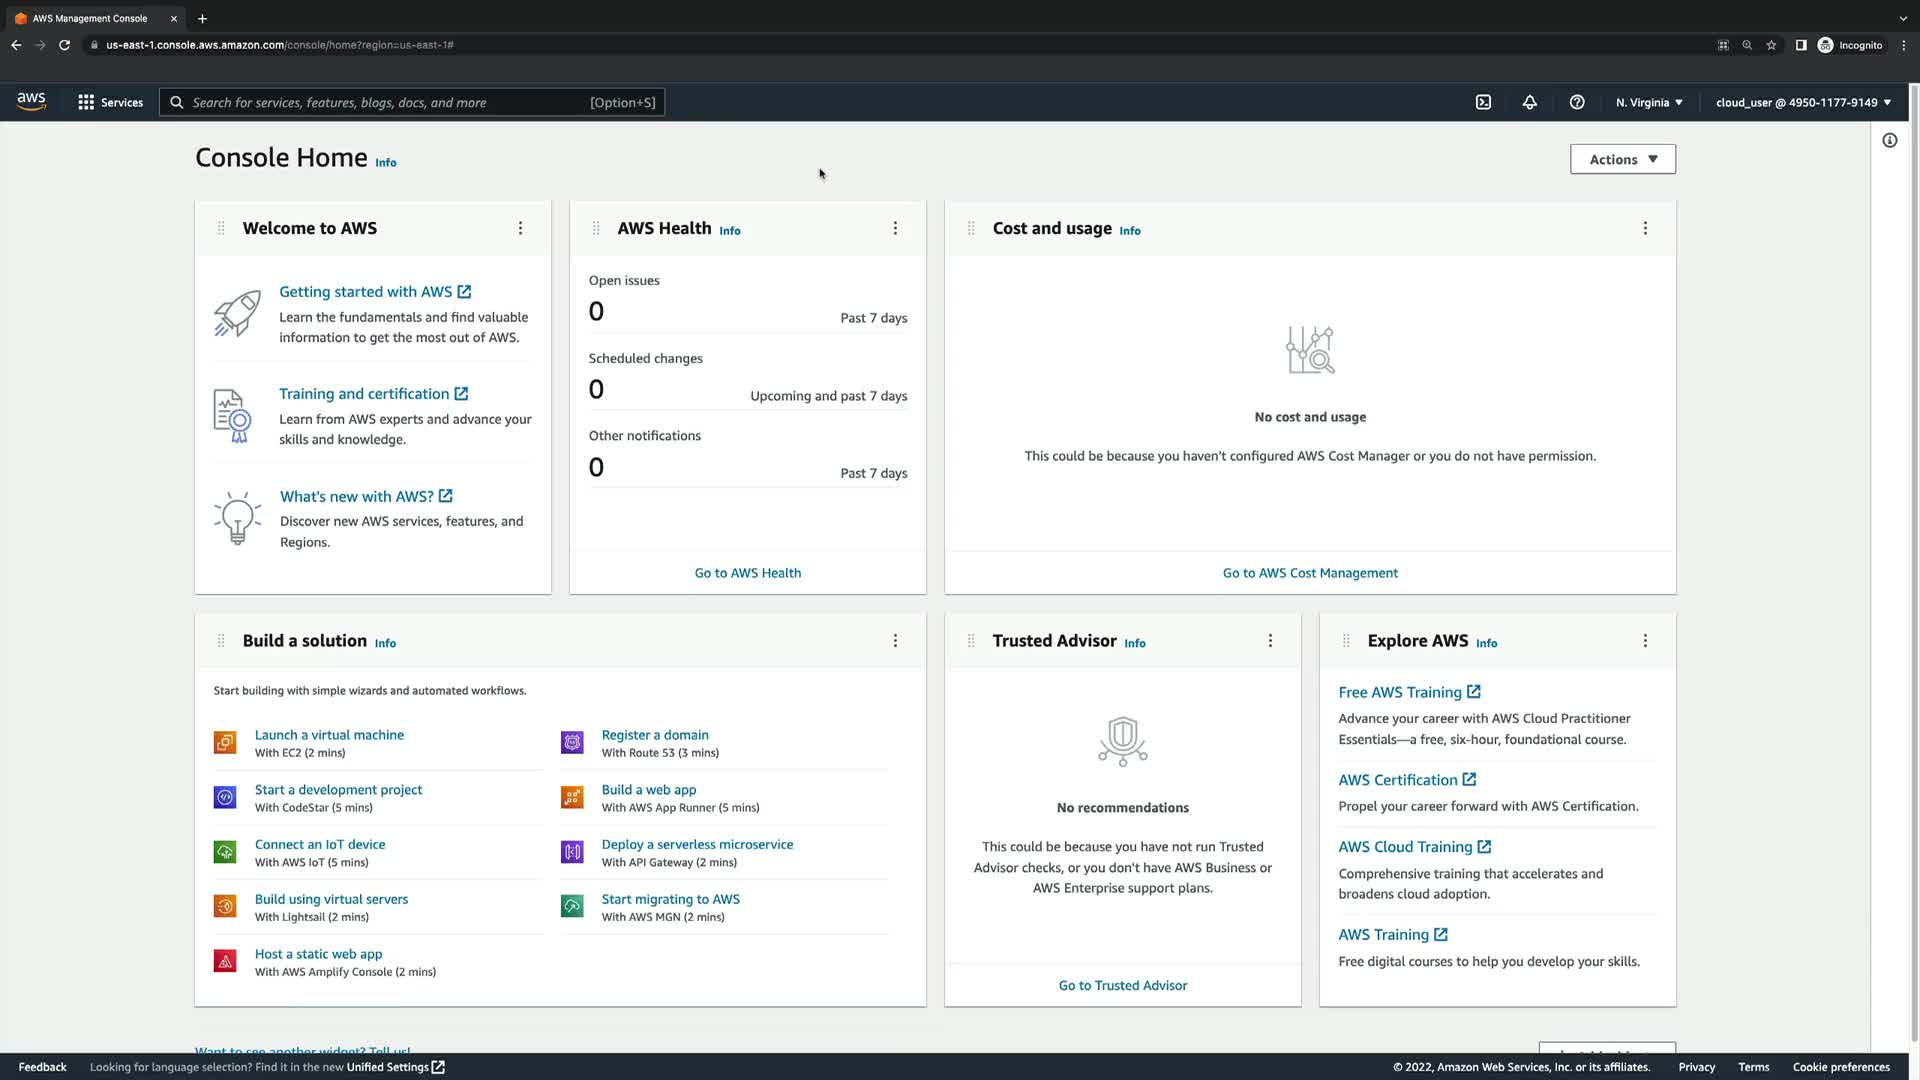 AWS Management Console
us-east-1.console.aws.amazon.com/console/home?region=us-east-1#
Incognito
aws
Services
Search for services, features, blogs, docs, and more
[Option+S]
N. Virginia
cloud_user @ 4950-1177-9149
Console Home Info
Actions
Welcome to AWS
Getting started with AWS
Learn the fundamentals and find valuable
information to get the most out of AWS.
Training and certification
Learn from AWS experts and advance your
skills and knowledge.
What's new with AWS?
Discover new AWS services, features, and
Regions.
AWS Health Info
Open issues
0
Past 7 days
Scheduled changes
0
Upcoming and past 7 days
Other notifications
0
Past 7 days
Go to AWS Health
Cost and usage Info
No cost and usage
This could be because you haven't configured AWS Cost Manager or you do not have permission.
Go to AWS Cost Management
Build a solution Info
Start building with simple wizards and automated workflows.
Launch a virtual machine
With EC2 (2 mins)
Start a development project
With CodeStar (5 mins)
Connect an IoT device
With AWS IoT (5 mins)
Build using virtual servers
With Lightsail (2 mins)
Host a static web app
With AWS Amplify Console (2 mins)
Register a domain
With Route 53 (3 mins)
Build a web app
With AWS App Runner (5 mins)
Deploy a serverless microservice
With API Gateway (2 mins)
Start migrating to AWS
With AWS MGN (2 mins)
Trusted Advisor Info
No recommendations
This could be because you have not run Trusted
Advisor checks, or you don't have AWS Business or
AWS Enterprise support plans.
Go to Trusted Advisor
Explore AWS Info
Free AWS Training
Advance your career with AWS Cloud Practitioner
Essentials—a free, six-hour, foundational course.
AWS Certification
Propel your career forward with AWS Certification.
AWS Cloud Training
Comprehensive training that accelerates and
broadens cloud adoption.
AWS Training
Free digital courses to help you develop your skills.
Want to see another widget? Tell us!
Feedback
Looking for language selection? Find it in the new Unified Settings
© 2022, Amazon Web Services, Inc. or its affiliates.
Privacy
Terms
Cookie preferences